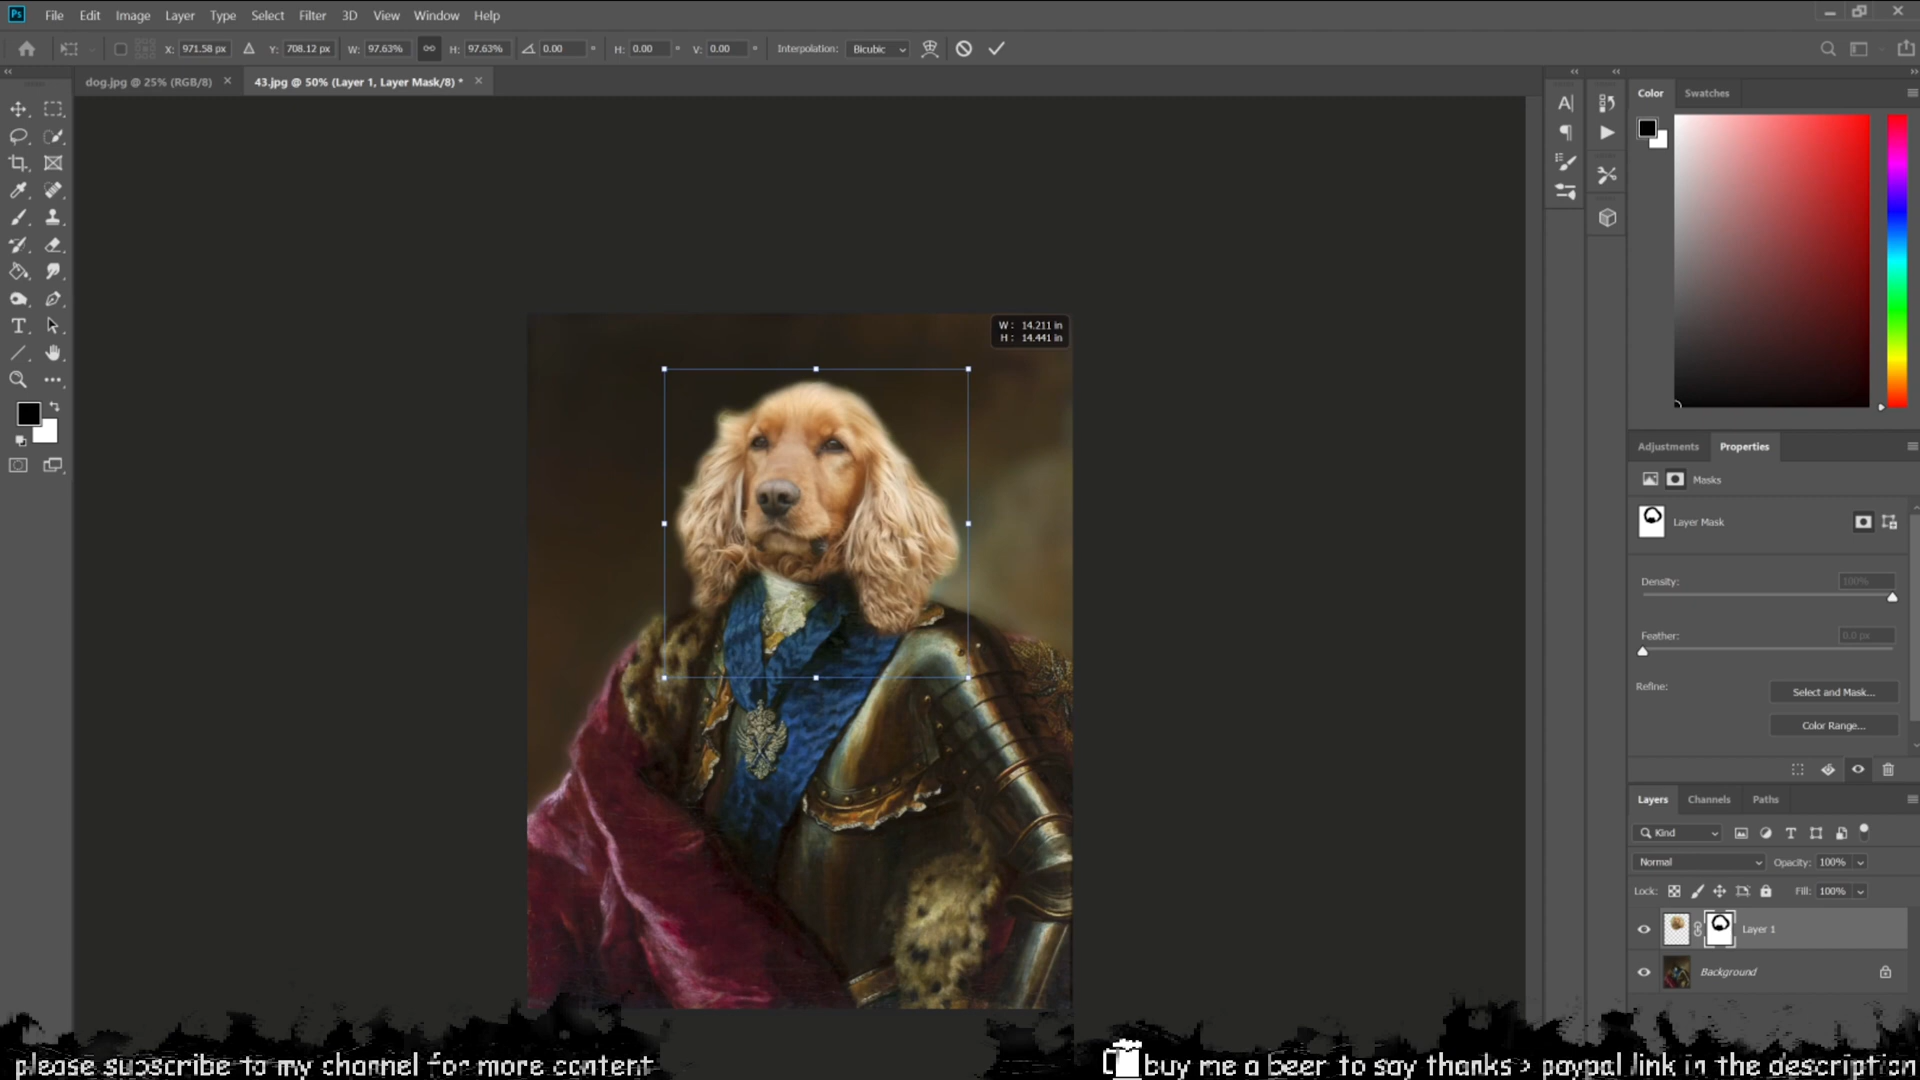 Ps File Edit Image Layer Type Select Filter 3D View Window Help
X: 971.58 px Y: 708.12 px W: 97.63% H: 97.63% 0.00 ° H: 0.00 ° V: 0.00 ° Interpolation: Bicubic
dog.jpg @ 25% (RGB/8) × 43.jpg @ 50% (Layer 1, Layer Mask/8) * ×
Color Swatches
W: 14.211 in
H: 14.441 in
Adjustments Properties
Masks
Layer Mask
Density: 100%
Feather: 0.0 px
Refine: Select and Mask...
Color Range...
Layers Channels Paths
Kind
Normal Opacity: 100%
Lock: Fill: 100%
Layer 1
Background
please subscribe to my channel for more content
buy me a beer to say thanks > paypal link in the description